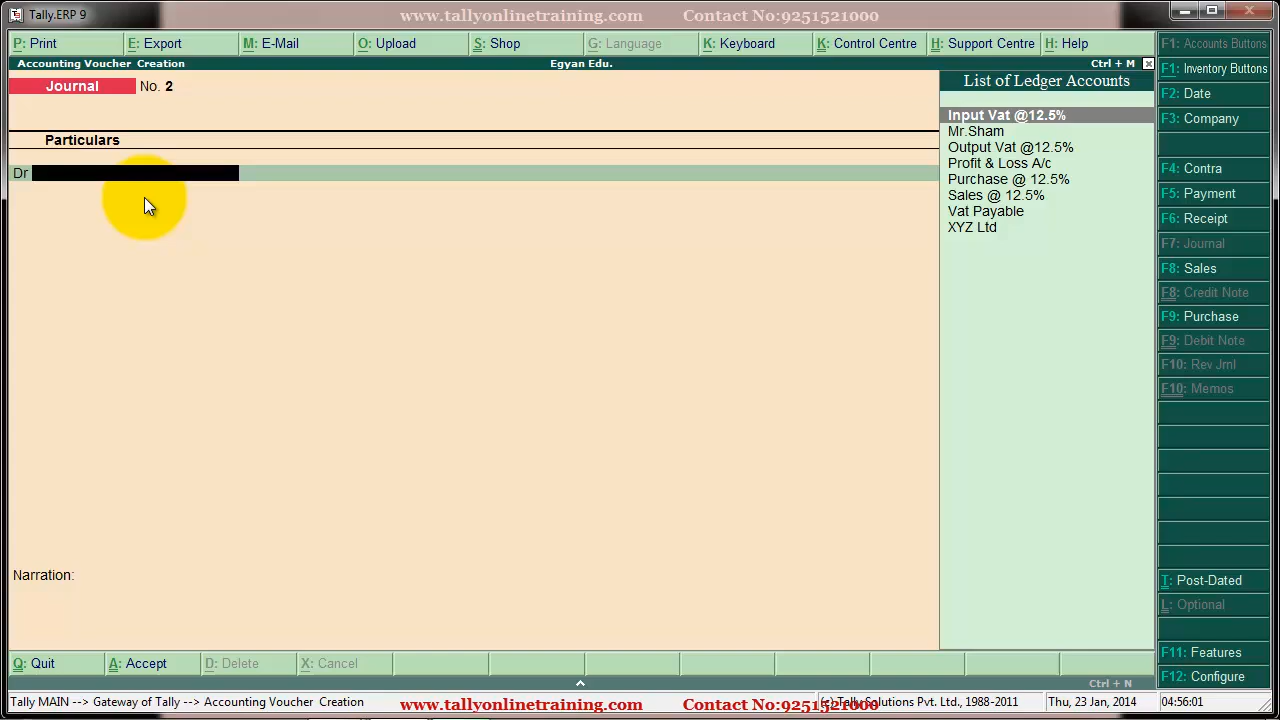 Tally.ERP 9
www.tallyonlinetraining.com Contact No:9251521000
P: Print E: Export M: E-Mail O: Upload S: Shop G: Language K: Keyboard K: Control Centre H: Support Centre H: Help
Accounting Voucher Creation Egyan Edu. Ctrl + M
Journal No. 2
Particulars
Dr
Narration:
List of Ledger Accounts
Input Vat @12.5%
Mr.Sham
Output Vat @12.5%
Profit & Loss A/c
Purchase @ 12.5%
Sales @ 12.5%
Vat Payable
XYZ Ltd
F1: Accounts Buttons
F1: Inventory Buttons
F2: Date
F3: Company
F4: Contra
F5: Payment
F6: Receipt
F7: Journal
F8: Sales
F8: Credit Note
F9: Purchase
F9: Debit Note
F10: Rev Jrnl
F10: Memos
T: Post-Dated
L: Optional
F11: Features
F12: Configure
Q: Quit A: Accept D: Delete X: Cancel
Ctrl + N
Tally MAIN --> Gateway of Tally --> Accounting Voucher Creation (c) Tally Solutions Pvt. Ltd., 1988-2011 Thu, 23 Jan, 2014 04:56:01
www.tallyonlinetraining.com Contact No:9251521000